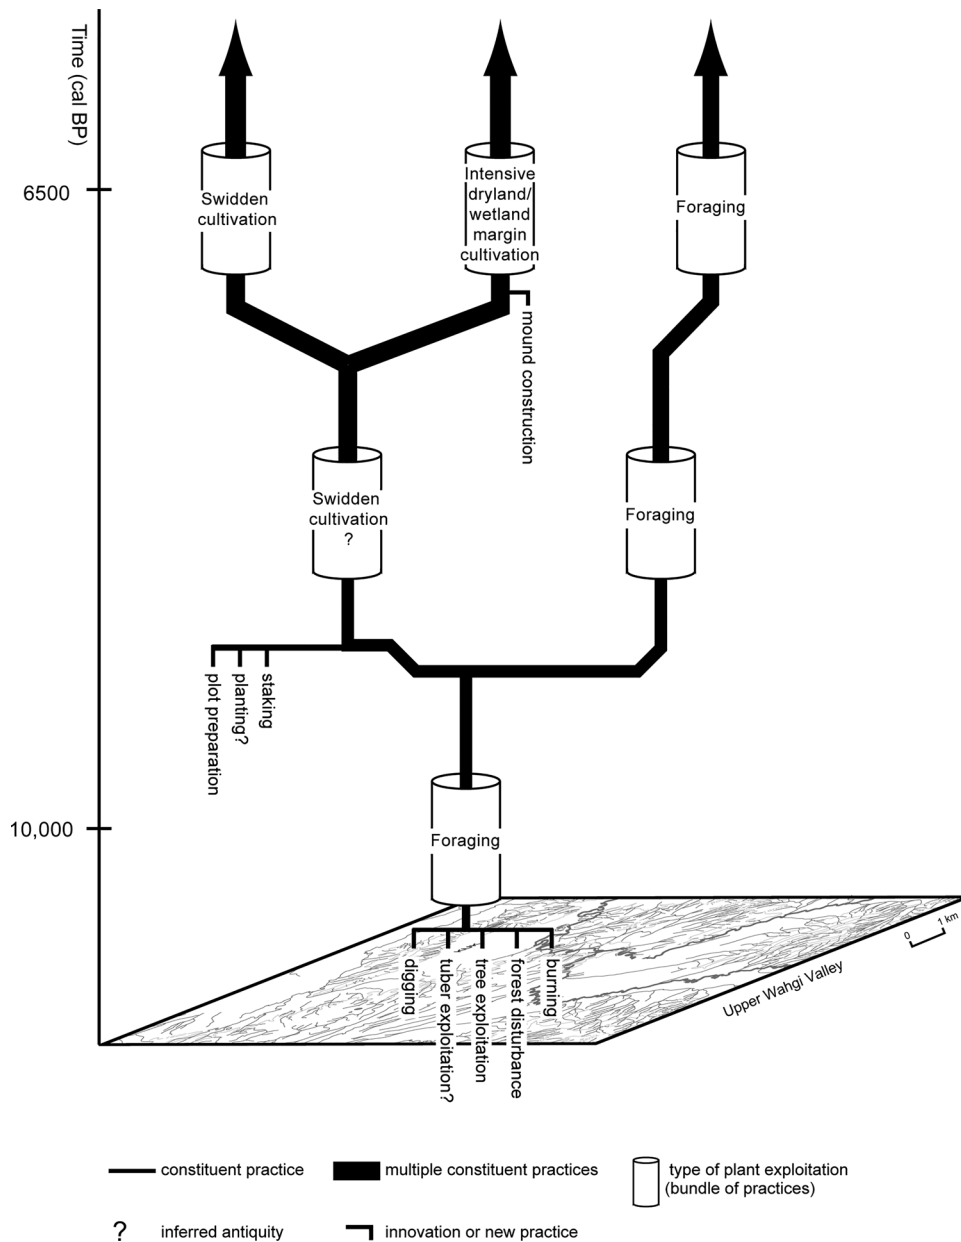 Time (cal BP)
6500
10,000
Swidden
cultivation
Intensive
dryland/
wetland
margin
cultivation
Foraging
mound construction
Swidden
cultivation
?
Foraging
plot preparation
planting?
staking
Foraging
digging
tuber exploitation?
tree exploitation
forest disturbance
burning
0
1 km
Upper Wahgi Valley
constituent practice
multiple constituent practices
type of plant exploitation
(bundle of practices)
? inferred antiquity
innovation or new practice